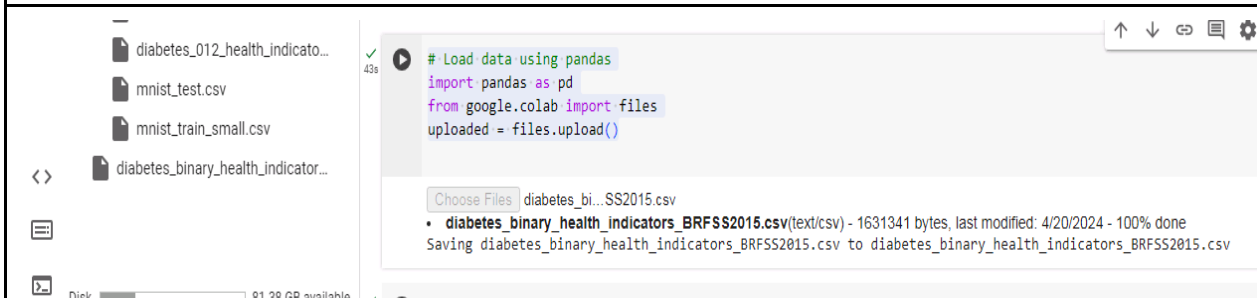 diabetes_012_health_indicato...
mnist_test.csv
mnist_train_small.csv
diabetes_binary_health_indicator...
43s
# Load data using pandas
import pandas as pd
from google.colab import files
uploaded = files.upload()
Choose Files diabetes_bi...SS2015.csv
• diabetes_binary_health_indicators_BRFSS2015.csv(text/csv) - 1631341 bytes, last modified: 4/20/2024 - 100% done
Saving diabetes_binary_health_indicators_BRFSS2015.csv to diabetes_binary_health_indicators_BRFSS2015.csv
Disk 81.38 GB available